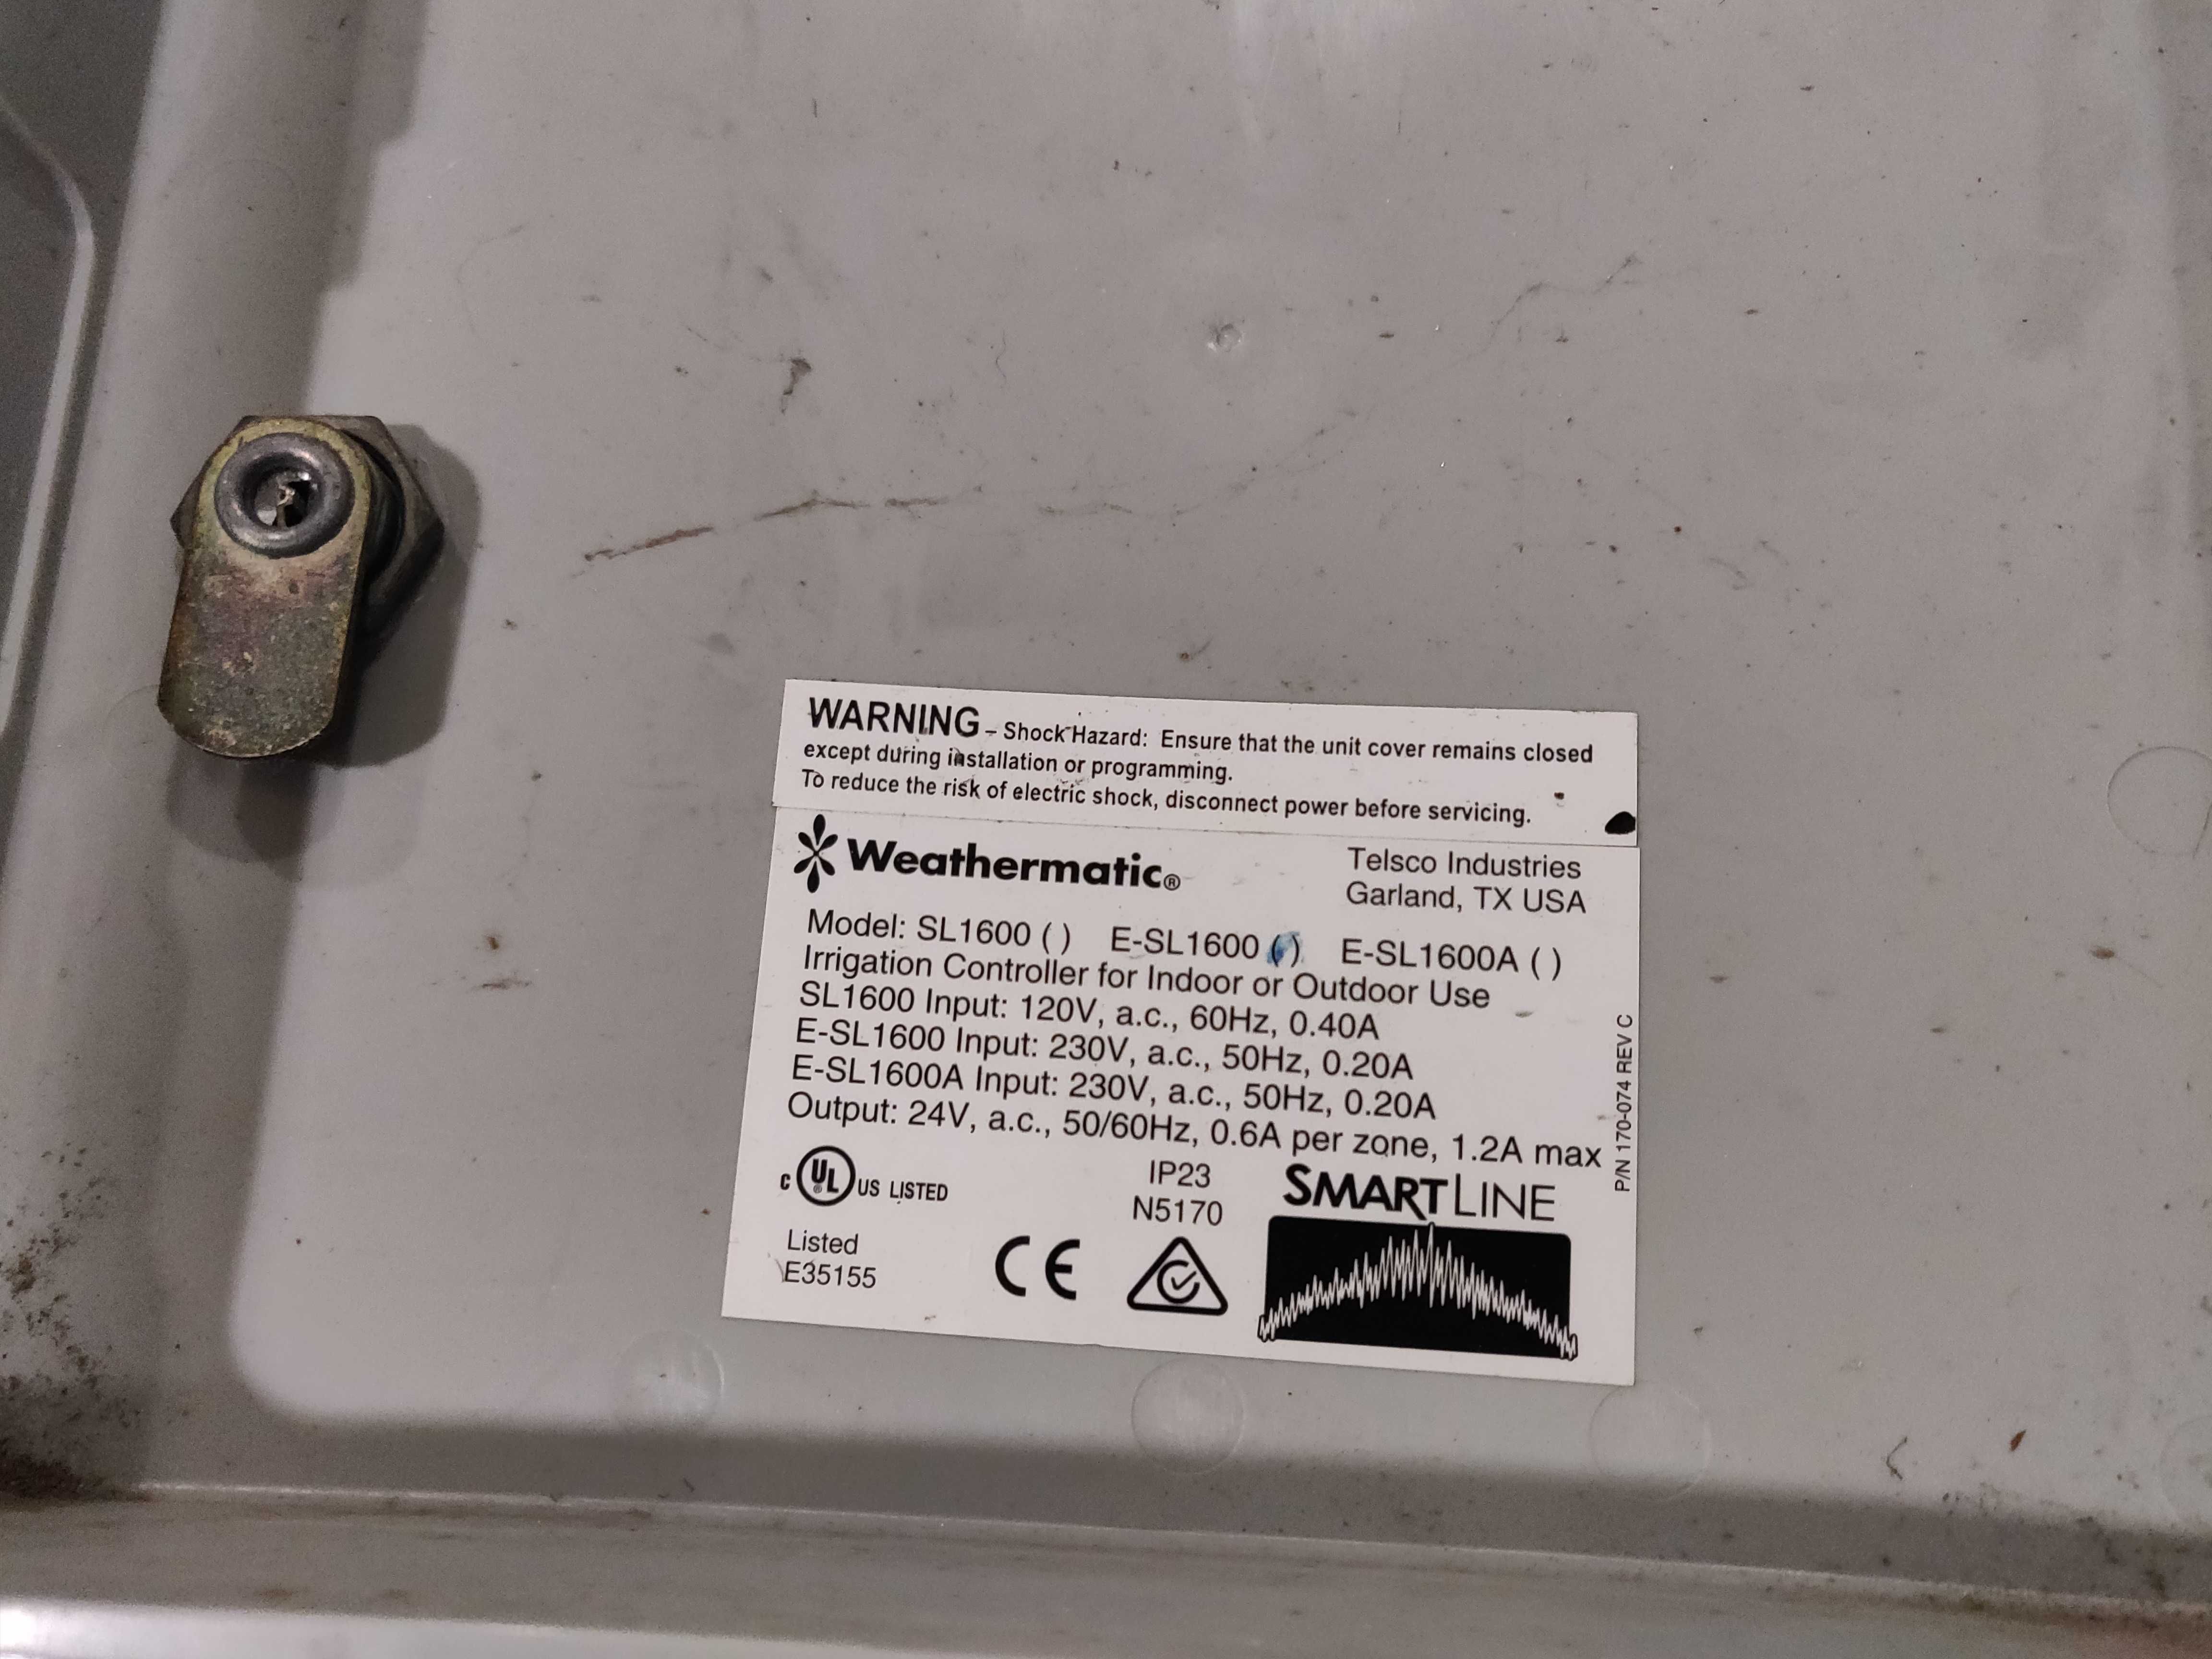 WARNING – Shock Hazard: Ensure that the unit cover remains closed
except during installation or programming.
To reduce the risk of electric shock, disconnect power before servicing.
Weathermatic®
Telsco Industries
Garland, TX USA
Model: SL1600 ( ) E-SL1600 ( ) E-SL1600A ( )
Irrigation Controller for Indoor or Outdoor Use
SL1600 Input: 120V, a.c., 60Hz, 0.40A
E-SL1600 Input: 230V, a.c., 50Hz, 0.20A
E-SL1600A Input: 230V, a.c., 50Hz, 0.20A
Output: 24V, a.c., 50/60Hz, 0.6A per zone, 1.2A max
P/N 170-074 REV C
C UL® US LISTED
Listed
E35155
CE
IP23
N5170
SMARTLINE